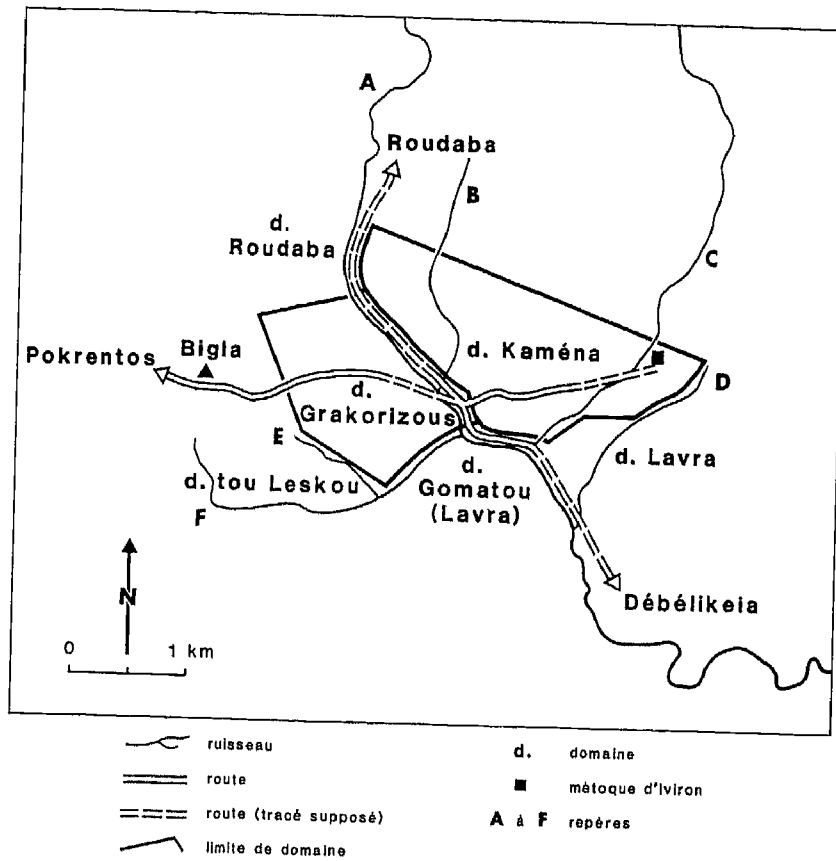 A
Roudaba
B
d.
Roudaba
C
Pokrentos
Bigla
d. Kaména
D
d.
Grakorizous
E
d. tou Leskou
d.
Gomatou
(Lavra)
d. Lavra
F
N
Débélikeia
0 1 km
ruisseau
route
route (tracé supposé)
limite de domaine
d. domaine
métoque d'Iviron
A à F repères